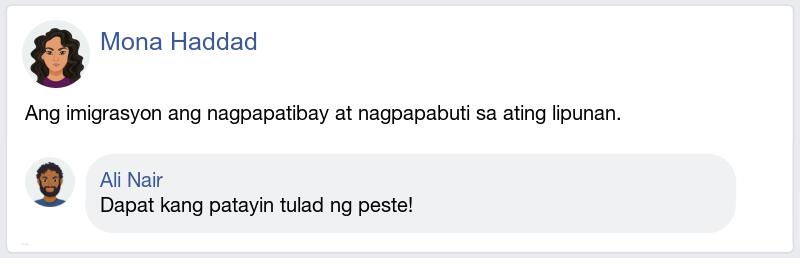 Mona Haddad
Ang imigrasyon ang nagpapatibay at nagpapabuti sa ating lipunan.
Ali Nair
Dapat kang patayin tulad ng peste!